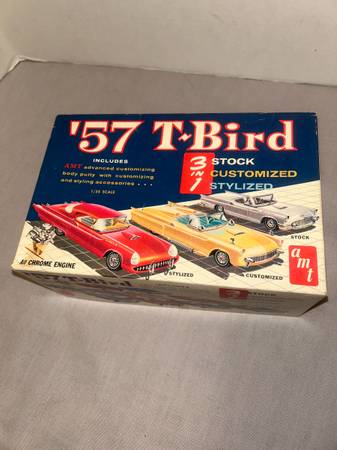 '57 T-Bird
INCLUDES
AMT advanced customizing
body putty with customizing
and styling accessories . . .
1/25 SCALE
3 IN 1
STOCK
CUSTOMIZED
STYLIZED
All CHROME ENGINE
STYLIZED
CUSTOMIZED
STOCK
amt
'57 T-Bird